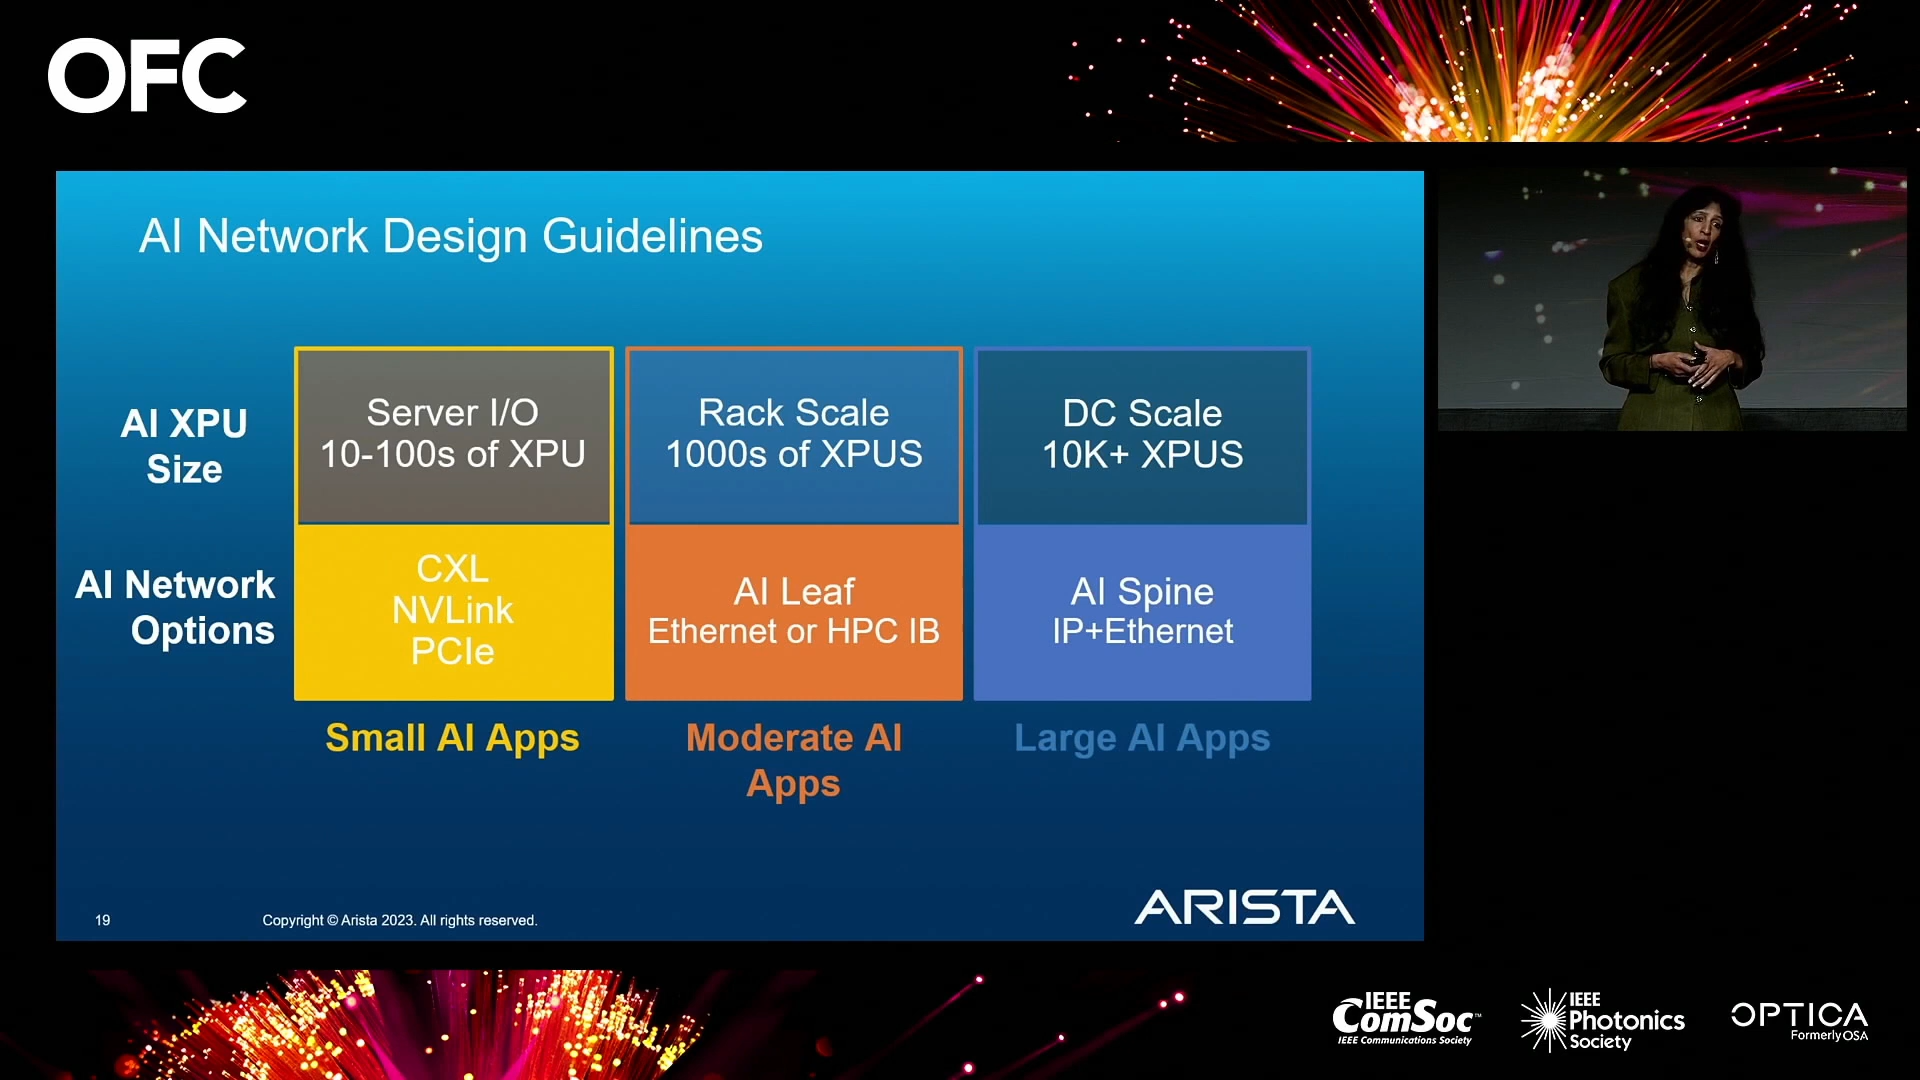 OFC
AI Network Design Guidelines
AI XPU
Size
Server I/O
10-100s of XPU
Rack Scale
1000s of XPUS
DC Scale
10K+ XPUS
AI Network
Options
CXL
NVLink
PCIe
AI Leaf
Ethernet or HPC IB
AI Spine
IP+Ethernet
Small AI Apps
Moderate AI
Apps
Large AI Apps
19
Copyright © Arista 2023. All rights reserved.
ARISTA
IEEE
ComSoc™
IEEE Communications Society
IEEE
Photonics
Society
OPTICA
Formerly OSA